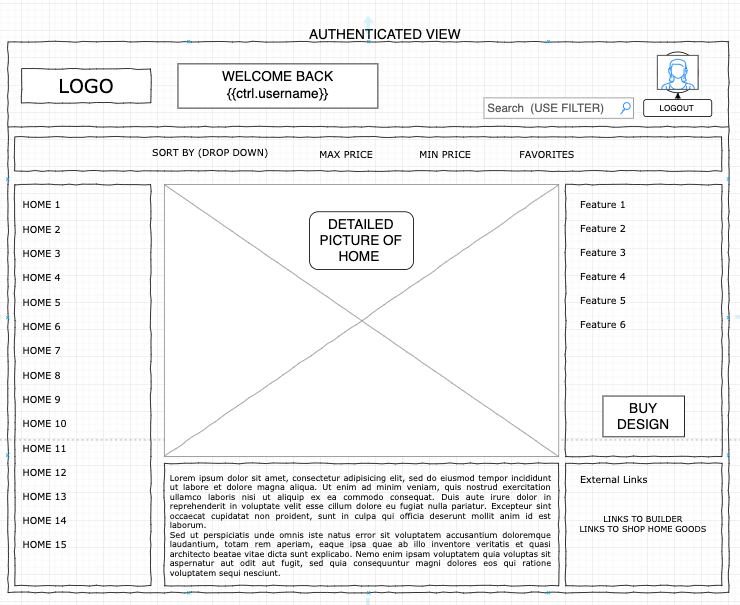 AUTHENTICATED VIEW
LOGO
WELCOME BACK
{{ctrl.username}}
Search (USE FILTER)
LOGOUT
SORT BY (DROP DOWN)
MAX PRICE
MIN PRICE
FAVORITES
HOME 1
HOME 2
HOME 3
HOME 4
HOME 5
HOME 6
HOME 7
HOME 8
HOME 9
HOME 10
HOME 11
HOME 12
HOME 13
HOME 14
HOME 15
DETAILED
PICTURE OF
HOME
Lorem ipsum dolor sit amet, consectetur adipisicing elit, sed do eiusmod tempor incididunt
ut labore et dolore magna aliqua. Ut enim ad minim veniam, quis nostrud exercitation
ullamco laboris nisi ut aliquip ex ea commodo consequat. Duis aute irure dolor in
reprehenderit in voluptate velit esse cillum dolore eu fugiat nulla pariatur. Excepteur sint
occaecat cupidatat non proident, sunt in culpa qui officia deserunt mollit anim id est
laborum.
Sed ut perspiciatis unde omnis iste natus error sit voluptatem accusantium doloremque
laudantium, totam rem aperiam, eaque ipsa quae ab illo inventore veritatis et quasi
architecto beatae vitae dicta sunt explicabo. Nemo enim ipsam voluptatem quia voluptas sit
aspernatur aut odit aut fugit, sed quia consequuntur magni dolores eos qui ratione
voluptatem sequi nesciunt.
Feature 1
Feature 2
Feature 3
Feature 4
Feature 5
Feature 6
BUY
DESIGN
External Links
LINKS TO BUILDER
LINKS TO SHOP HOME GOODS